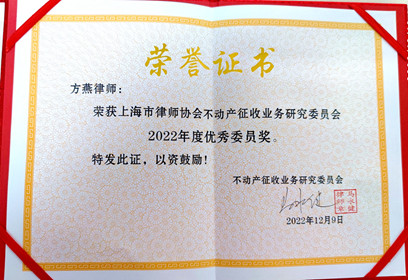 荣誉证书
方燕律师：
荣获上海市律师协会不动产征收业务研究委员会
2022年度优秀委员奖。
特发此证，以资鼓励！
不动产征收业务研究委员会
2022年12月9日